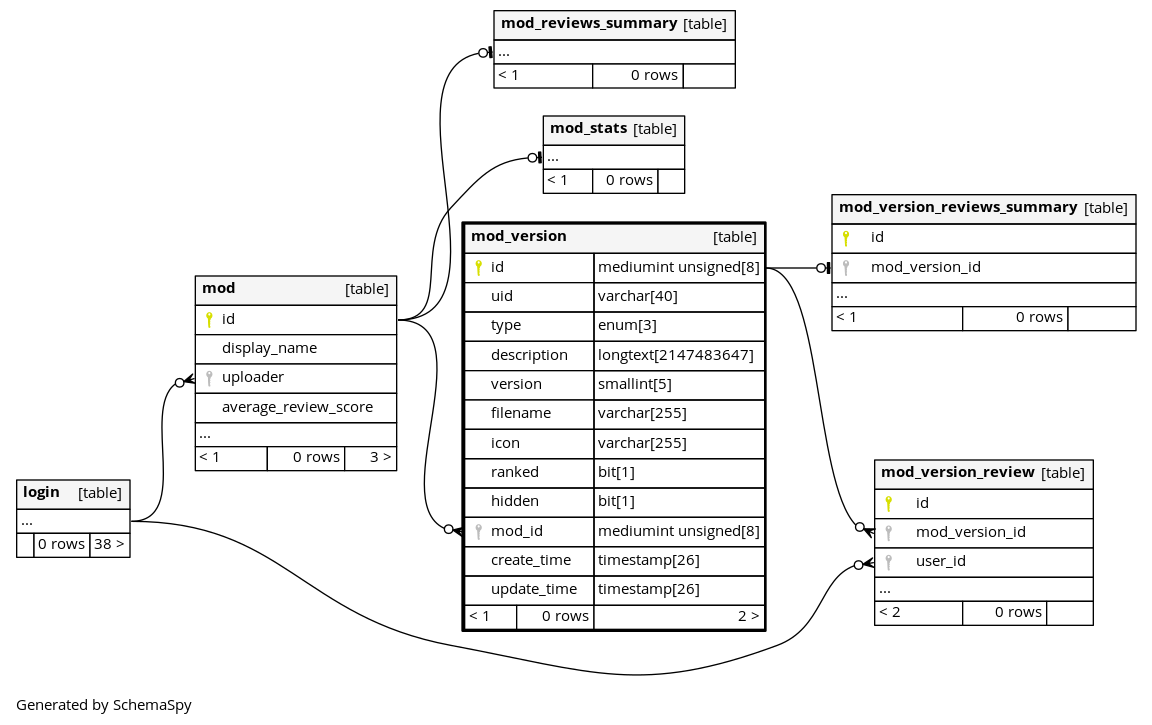 mod_reviews_summary [table]
...
< 1 0 rows
mod_stats [table]
...
< 1 0 rows
mod_version_reviews_summary [table]
id
mod_version_id
...
< 1 0 rows
mod_version [table]
id mediumint unsigned[8]
uid varchar[40]
type enum[3]
description longtext[2147483647]
version smallint[5]
filename varchar[255]
icon varchar[255]
ranked bit[1]
hidden bit[1]
mod_id mediumint unsigned[8]
create_time timestamp[26]
update_time timestamp[26]
< 1 0 rows 2 >
mod [table]
id
display_name
uploader
average_review_score
...
< 1 0 rows 3 >
login [table]
...
0 rows 38 >
mod_version_review [table]
id
mod_version_id
user_id
...
< 2 0 rows
Generated by SchemaSpy